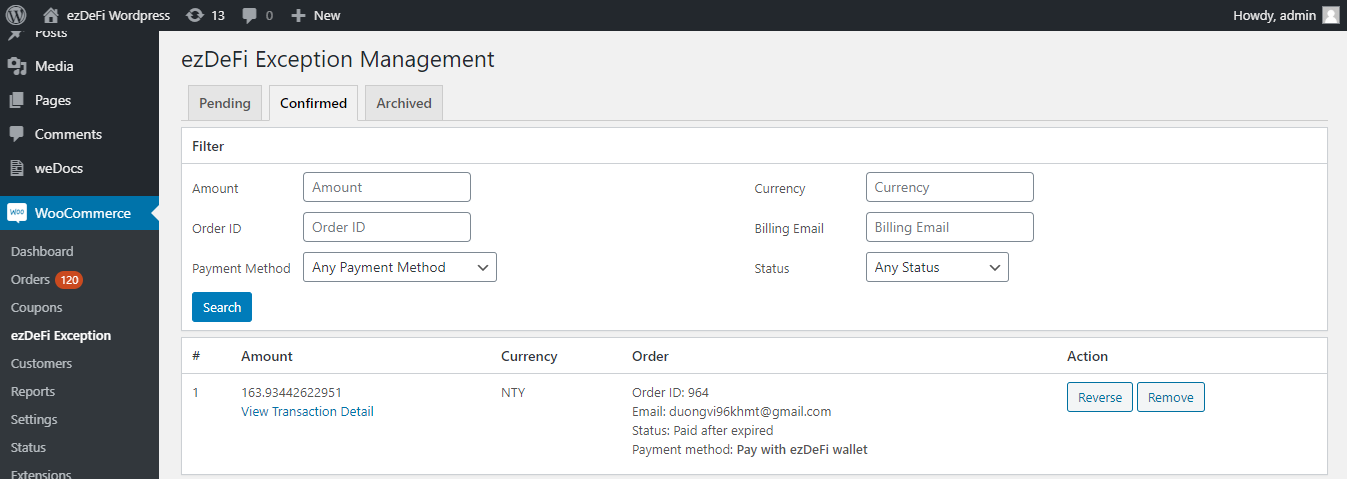 ezDeFi Wordpress 13 0 New Howdy, admin
Posts
Media
Pages
Comments
weDocs
WOO WooCommerce
Dashboard
Orders 120
Coupons
ezDeFi Exception
Customers
Reports
Settings
Status
Extensions
ezDeFi Exception Management
Pending Confirmed Archived
Filter
Amount Amount Currency Currency
Order ID Order ID Billing Email Billing Email
Payment Method Any Payment Method Status Any Status
Search
# Amount Currency Order Action
1 163.93442622951 NTY Order ID: 964 Reverse Remove
View Transaction Detail Email: duongvi96khmt@gmail.com
Status: Paid after expired
Payment method: Pay with ezDeFi wallet